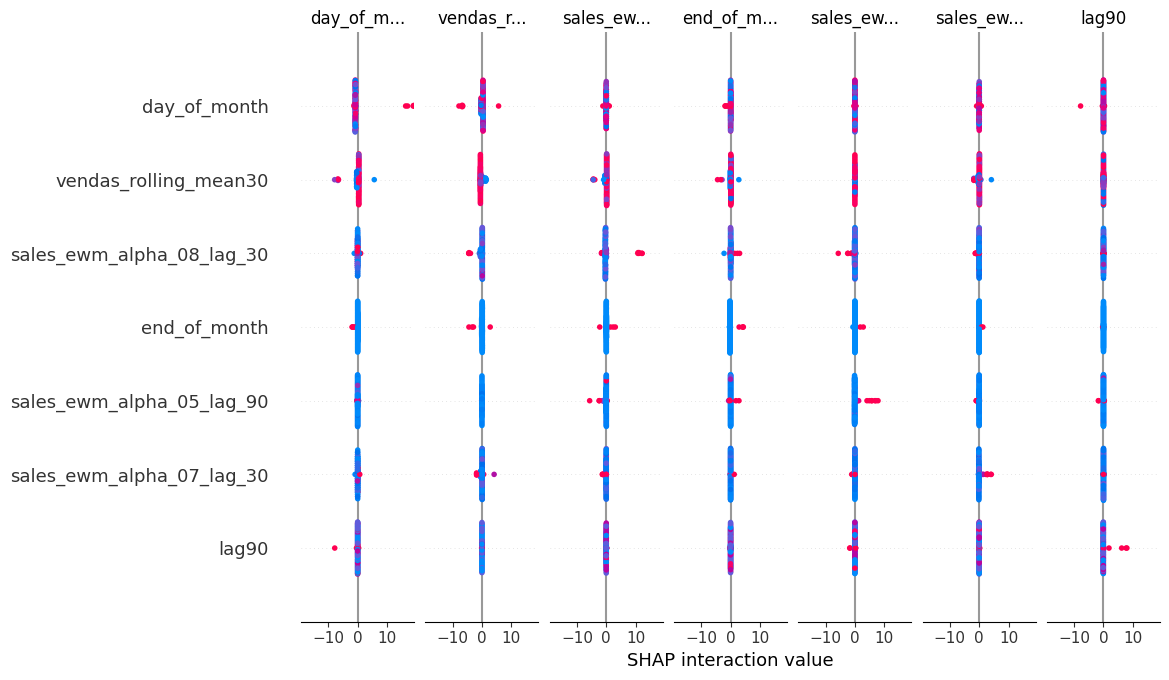 day_of_m... vendas_r... sales_ew... end_of_m... sales_ew... sales_ew... lag90
day_of_month
vendas_rolling_mean30
sales_ewm_alpha_08_lag_30
end_of_month
sales_ewm_alpha_05_lag_90
sales_ewm_alpha_07_lag_30
lag90
−10 0 10 −10 0 10 −10 0 10 −10 0 10 −10 0 10 −10 0 10 −10 0 10
SHAP interaction value